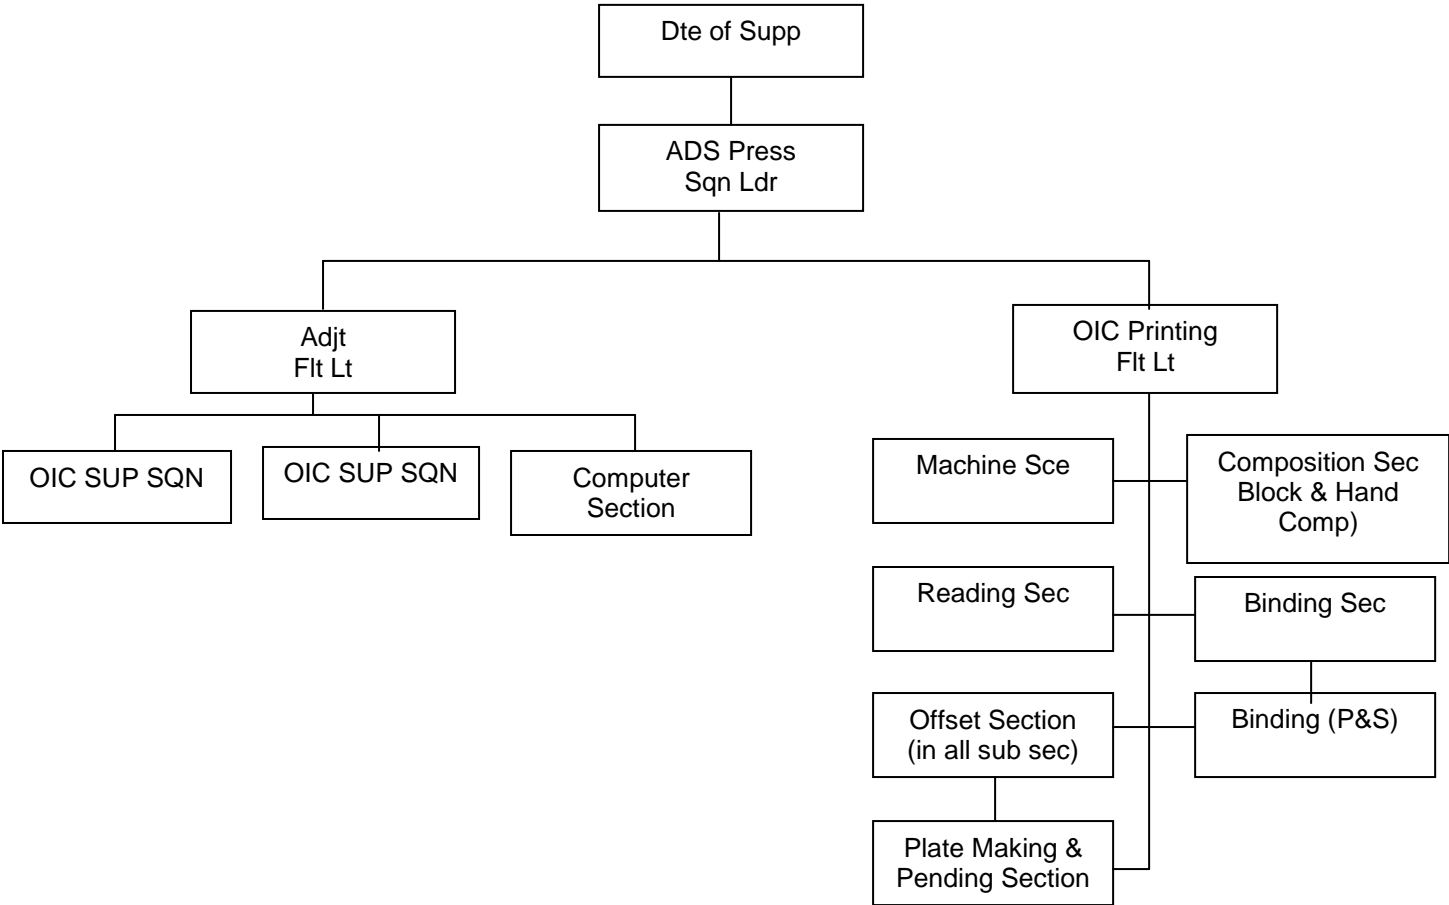 Dte of Supp
ADS Press
Sqn Ldr
Adjt
Flt Lt
OIC Printing
Flt Lt
OIC SUP SQN
OIC SUP SQN
Computer
Section
Machine Sce
Composition Sec
Block & Hand
Comp)
Reading Sec
Binding Sec
Offset Section
(in all sub sec)
Binding (P&S)
Plate Making &
Pending Section